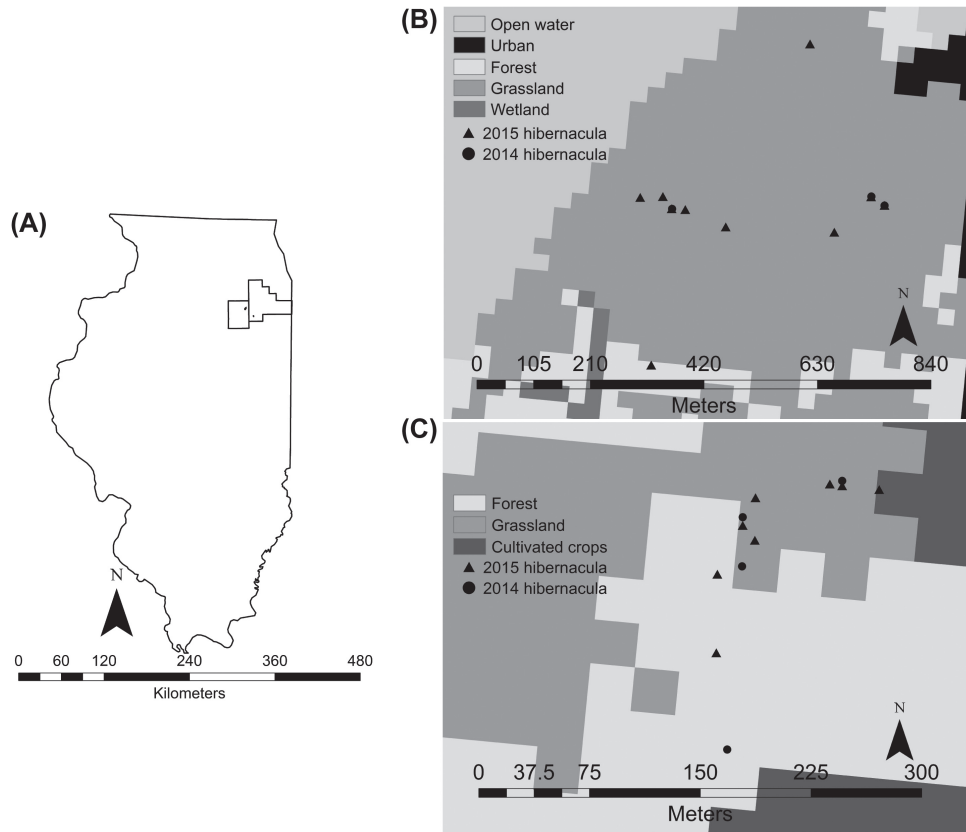 (A)
N
0 60 120 240 360 480
Kilometers
(B)
Open water
Urban
Forest
Grassland
Wetland
2015 hibernacula
2014 hibernacula
N
0 105 210 420 630 840
Meters
(C)
Forest
Grassland
Cultivated crops
2015 hibernacula
2014 hibernacula
N
0 37.5 75 150 225 300
Meters